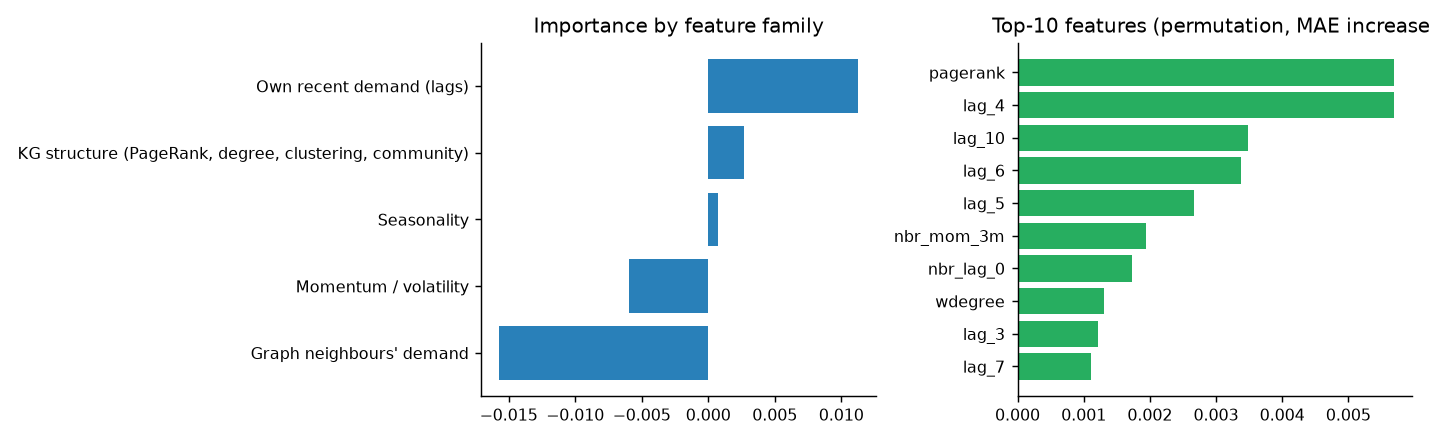 Importance by feature family
Own recent demand (lags)
KG structure (PageRank, degree, clustering, community)
Seasonality
Momentum / volatility
Graph neighbours' demand
−0.015 −0.010 −0.005 0.000 0.005 0.010
Top-10 features (permutation, MAE increase
pagerank
lag_4
lag_10
lag_6
lag_5
nbr_mom_3m
nbr_lag_0
wdegree
lag_3
lag_7
0.000 0.001 0.002 0.003 0.004 0.005